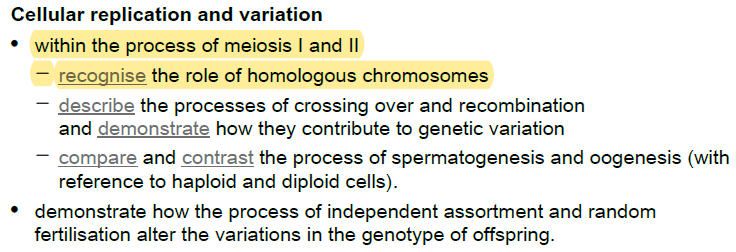 Cellular replication and variation
• within the process of meiosis I and II
– recognise the role of homologous chromosomes
– describe the processes of crossing over and recombination
and demonstrate how they contribute to genetic variation
– compare and contrast the process of spermatogenesis and oogenesis (with
reference to haploid and diploid cells).
• demonstrate how the process of independent assortment and random
fertilisation alter the variations in the genotype of offspring.